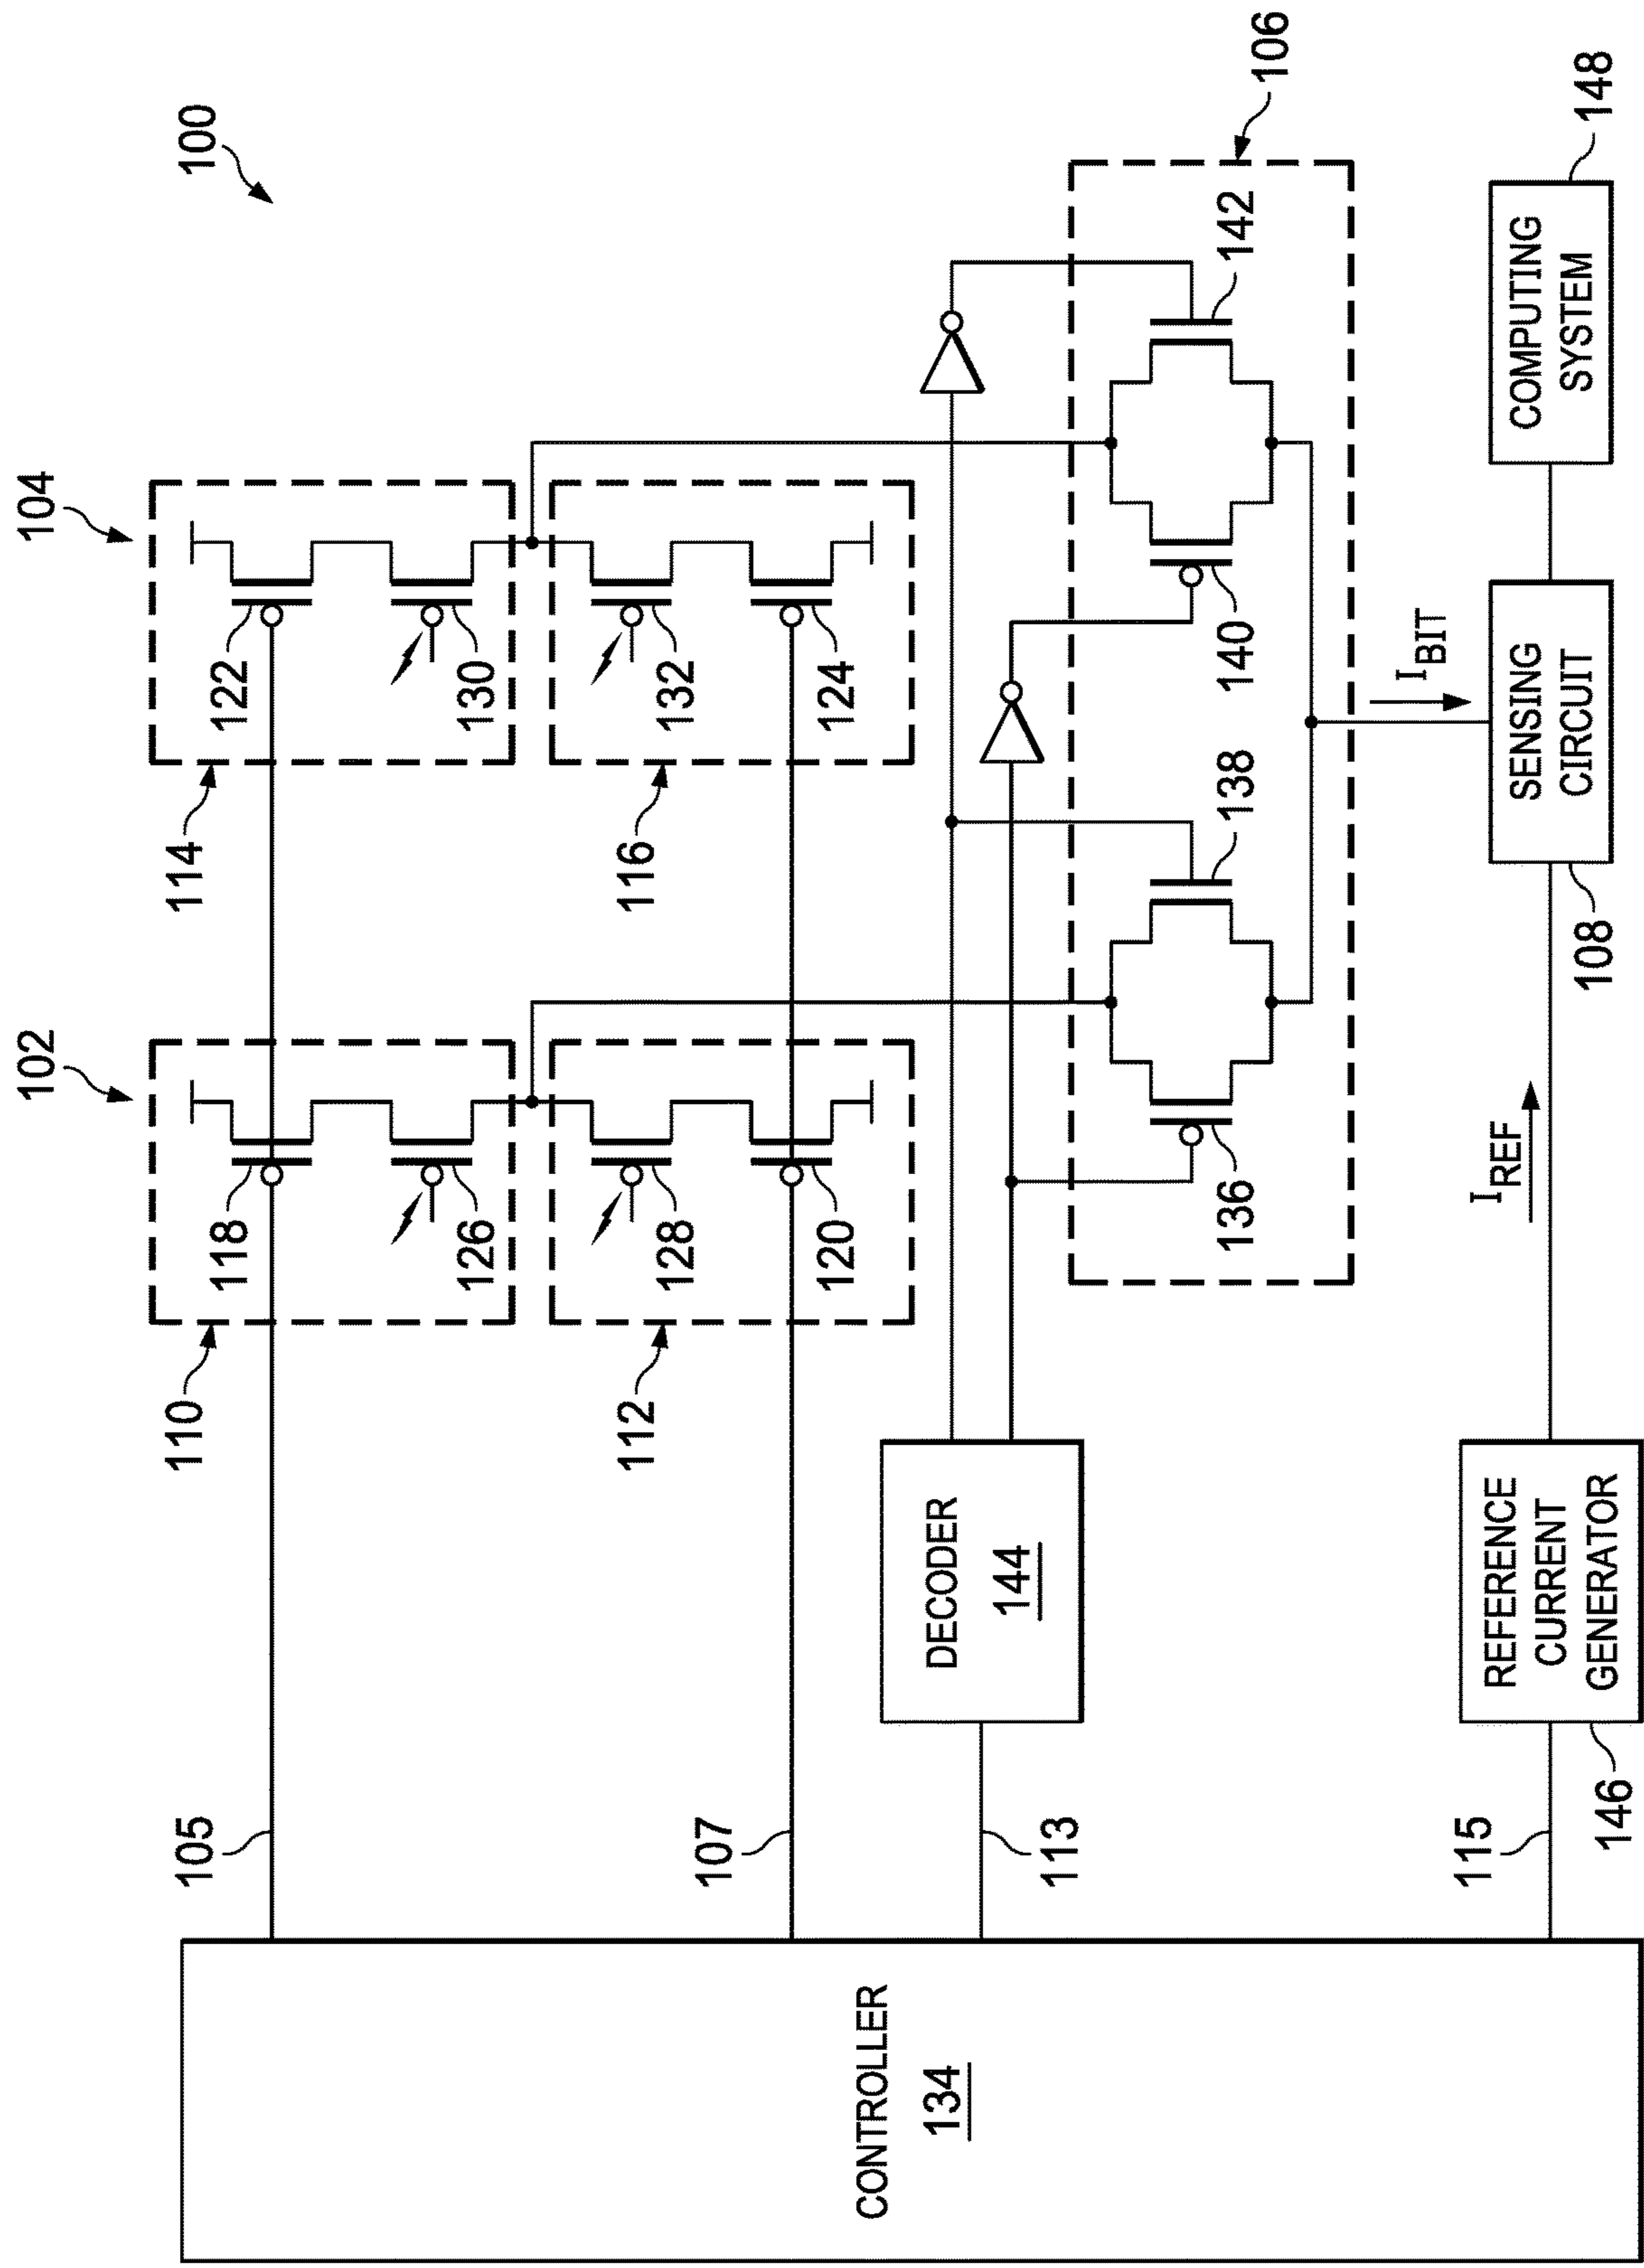 100
102
104
110
118
126
114
122
130
112
128
120
116
132
124
105
107
106
CONTROLLER
134
DECODER
144
113
136
138
140
142
115
REFERENCE
CURRENT
GENERATOR
146
I REF
I BIT
SENSING
CIRCUIT
108
COMPUTING
SYSTEM
148